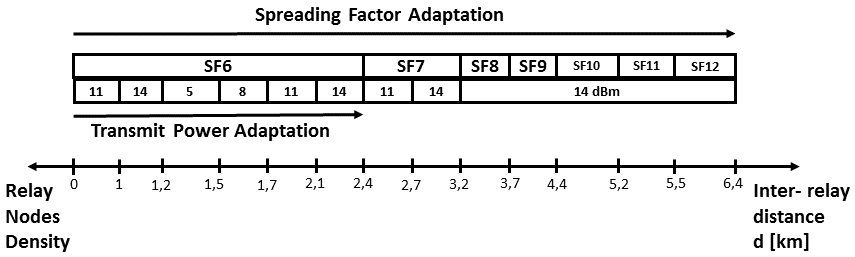 Spreading Factor Adaptation
SF6 SF7 SF8 SF9 SF10 SF11 SF12
11 14 5 8 11 14 11 14 14 dBm
Transmit Power Adaptation
0 1 1,2 1,5 1,7 2,1 2,4 2,7 3,2 3,7 4,4 5,2 5,5 6,4
Relay
Nodes
Density
Inter- relay
distance
d [km]